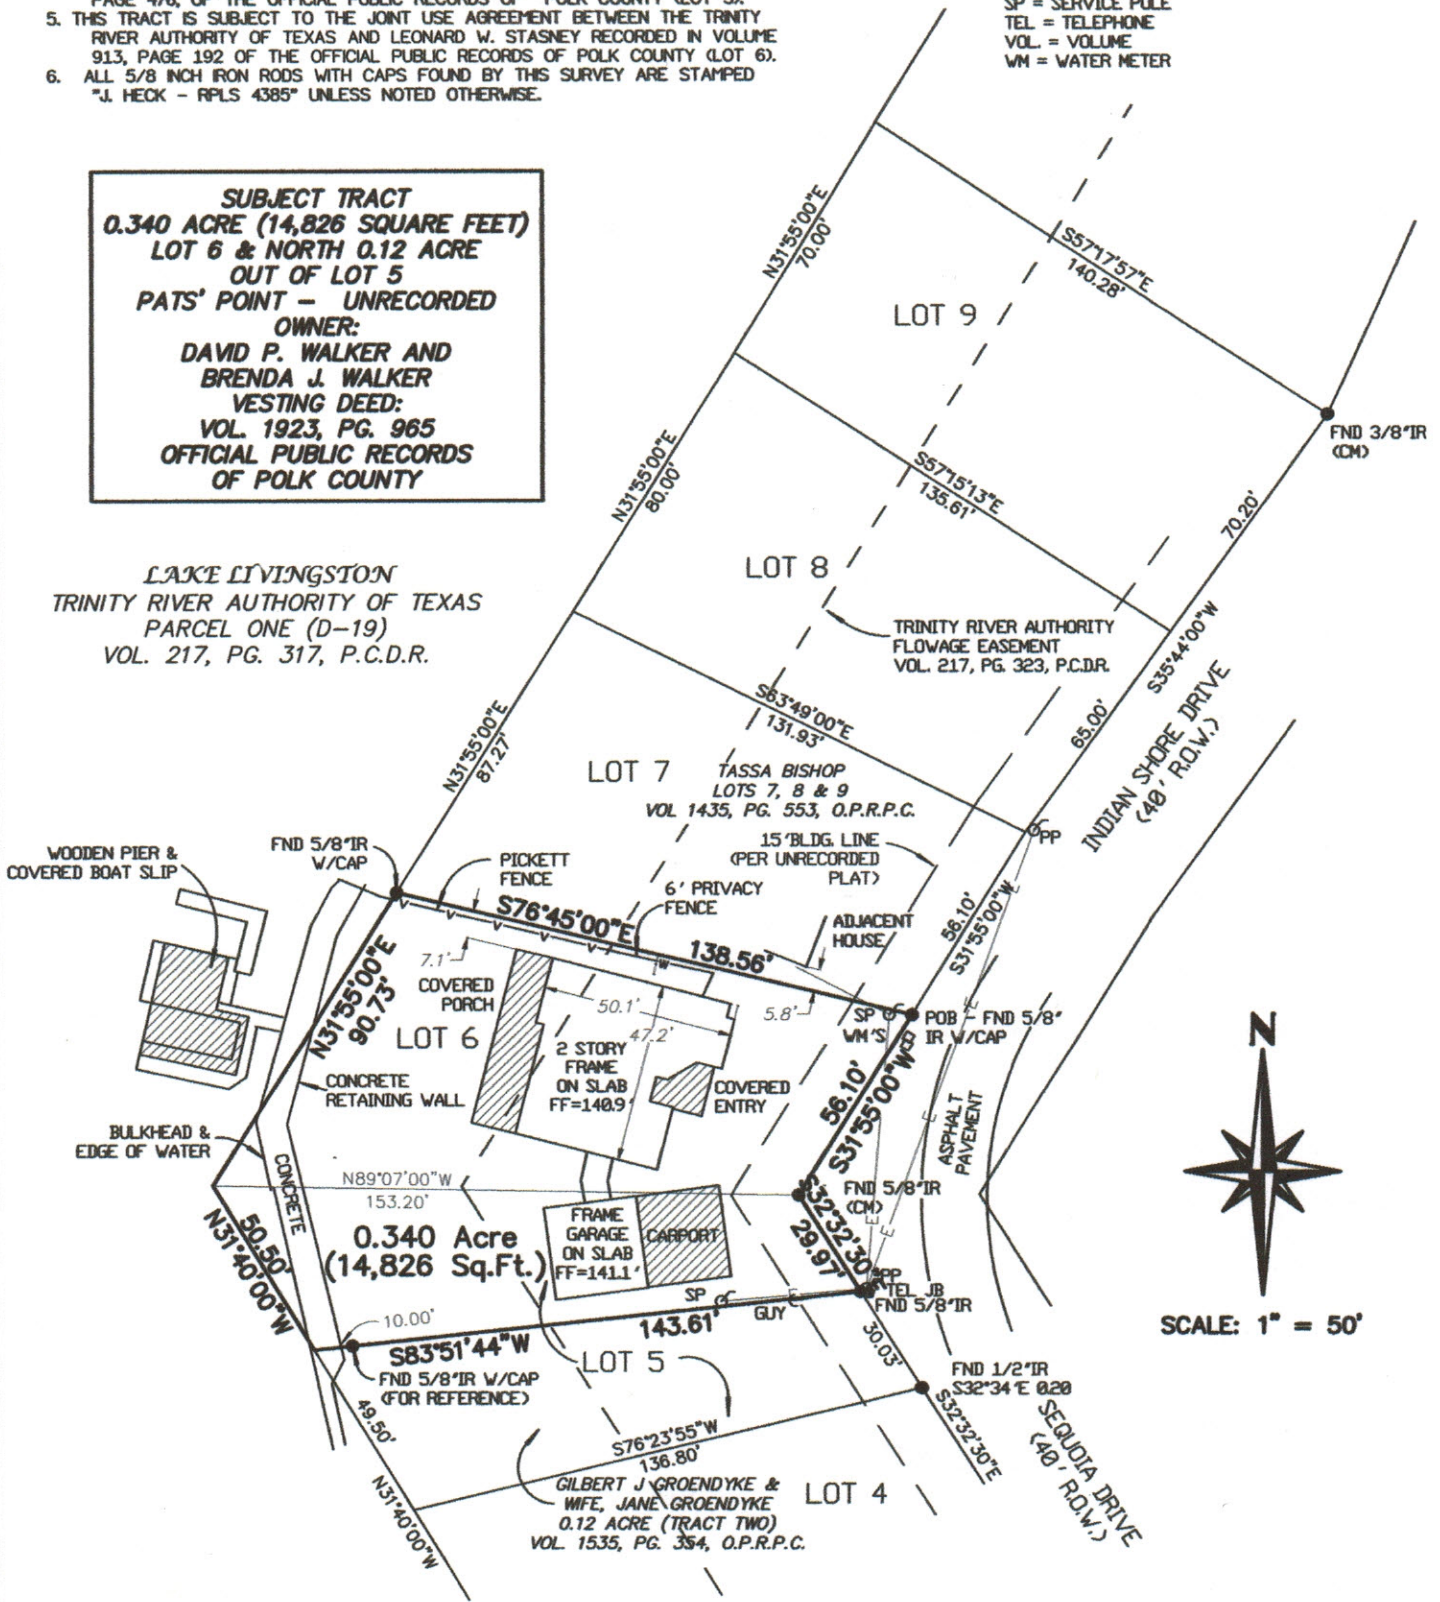 5. THIS TRACT IS SUBJECT TO THE JOINT USE AGREEMENT BETWEEN THE TRINITY
RIVER AUTHORITY OF TEXAS AND LEONARD W. STASNEY RECORDED IN VOLUME
913, PAGE 192 OF THE OFFICIAL PUBLIC RECORDS OF POLK COUNTY (LOT 6).
6. ALL 5/8 INCH IRON RODS WITH CAPS FOUND BY THIS SURVEY ARE STAMPED
"J. HECK - RPLS 4385" UNLESS NOTED OTHERWISE.
SP = SERVICE POLE
TEL = TELEPHONE
VOL. = VOLUME
WM = WATER METER
SUBJECT TRACT
0.340 ACRE (14,826 SQUARE FEET)
LOT 6 & NORTH 0.12 ACRE
OUT OF LOT 5
PATS' POINT - UNRECORDED
OWNER:
DAVID P. WALKER AND
BRENDA J. WALKER
VESTING DEED:
VOL. 1923, PG. 965
OFFICIAL PUBLIC RECORDS
OF POLK COUNTY
N31°55'00"E
70.00'
S57°17'57"E
140.28'
LOT 9
FND 3/8"IR
(CM)
N31°55'00"E
80.00'
S57°15'13"E
135.61'
70.20'
LAKE LIVINGSTON
TRINITY RIVER AUTHORITY OF TEXAS
PARCEL ONE (D-19)
VOL. 217, PG. 317, P.C.D.R.
LOT 8
TRINITY RIVER AUTHORITY
FLOWAGE EASEMENT
VOL. 217, PG. 323, P.C.D.R.
S35°44'00"W
65.00'
INDIAN SHORE DRIVE
(40' R.O.W.)
N31°55'00"E
87.27'
S63°49'00"E
131.93'
LOT 7
TASSA BISHOP
LOTS 7, 8 & 9
VOL 1435, PG. 553, O.P.R.P.C.
PP
15'BLDG. LINE
(PER UNRECORDED
PLAT)
WOODEN PIER &
COVERED BOAT SLIP
FND 5/8"IR
W/CAP
PICKETT
FENCE
6' PRIVACY
FENCE
S76°45'00"E
138.56'
ADJACENT
HOUSE
56.10'
S31°55'00"W
N31°55'00"E
90.73'
7.1'
COVERED
PORCH
50.1'
47.2'
5.8'
SP
WM'S
POB - FND 5/8"
IR W/CAP
LOT 6
2 STORY
FRAME
ON SLAB
FF=140.9'
COVERED
ENTRY
CONCRETE
RETAINING WALL
56.10'
S31°55'00"W
E
E
ASPHALT
PAVEMENT
BULKHEAD &
EDGE OF WATER
CONCRETE
N89°07'00"W
153.20'
FND 5/8"IR
(CM)
E
E
N
0.340 Acre
(14,826 Sq.Ft.)
FRAME
GARAGE
ON SLAB
FF=141.1'
CARPORT
S32°32'30"E
29.97'
50.50'
N31°40'00"W
PP
TEL JB
FND 5/8"IR
SP
E
GUY
10.00'
S83°51'44"W
143.61'
SCALE: 1" = 50'
LOT 5
30.03'
FND 5/8"IR W/CAP
(FOR REFERENCE)
FND 1/2"IR
S32°34'E 0.20
49.50'
S76°23'55"W
136.80'
S32°32'30"E
SEQUOIA DRIVE
(40' R.O.W.)
N31°40'00"W
GILBERT J GROENDYKE &
WIFE, JANE GROENDYKE
0.12 ACRE (TRACT TWO)
VOL. 1535, PG. 354, O.P.R.P.C.
LOT 4